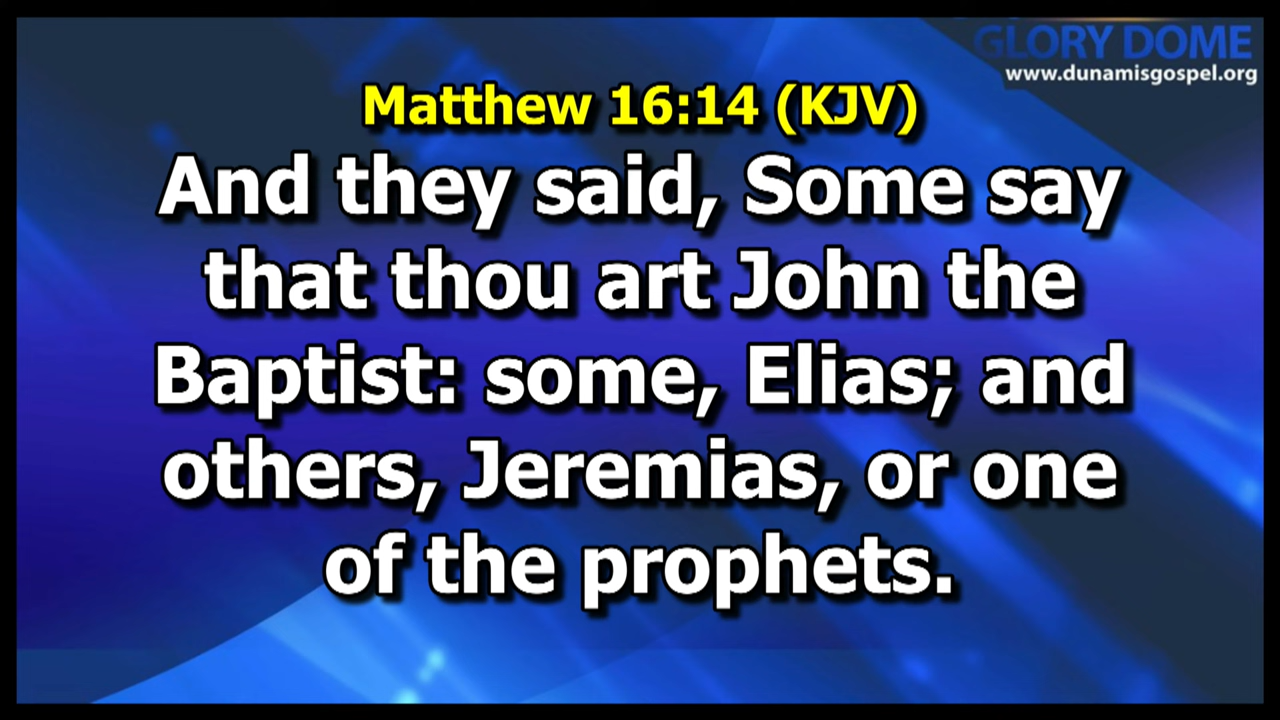 GLORY DOME
www.dunamisgospel.org
Matthew 16:14 (KJV)
And they said, Some say
that thou art John the
Baptist: some, Elias; and
others, Jeremias, or one
of the prophets.